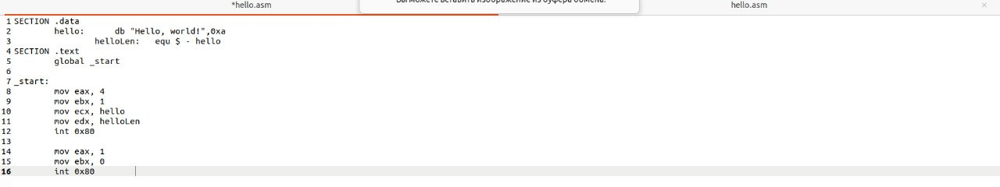 *hello.asm
Вы можете вставить изображение из буфера обмена.
hello.asm ×
1 SECTION .data
2 hello: db "Hello, world!",0xa
3 helloLen: equ $ - hello
4 SECTION .text
5 global _start
6
7 _start:
8 mov eax, 4
9 mov ebx, 1
10 mov ecx, hello
11 mov edx, helloLen
12 int 0x80
13
14 mov eax, 1
15 mov ebx, 0
16 int 0x80